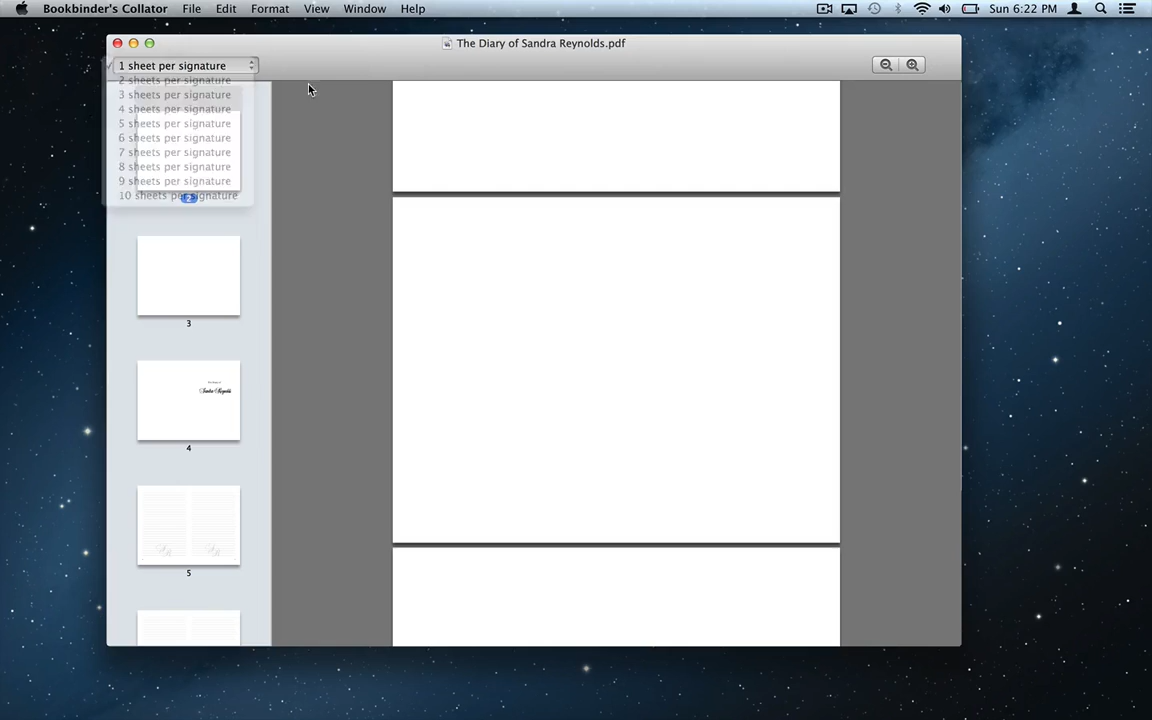 Bookbinder's Collator File Edit Format View Window Help Sun 6:22 PM
The Diary of Sandra Reynolds.pdf
1 sheet per signature
2 sheets per signature
3 sheets per signature
4 sheets per signature
5 sheets per signature
6 sheets per signature
7 sheets per signature
8 sheets per signature
9 sheets per signature
10 sheets per signature
2
3
Sandra Reynolds
4
5